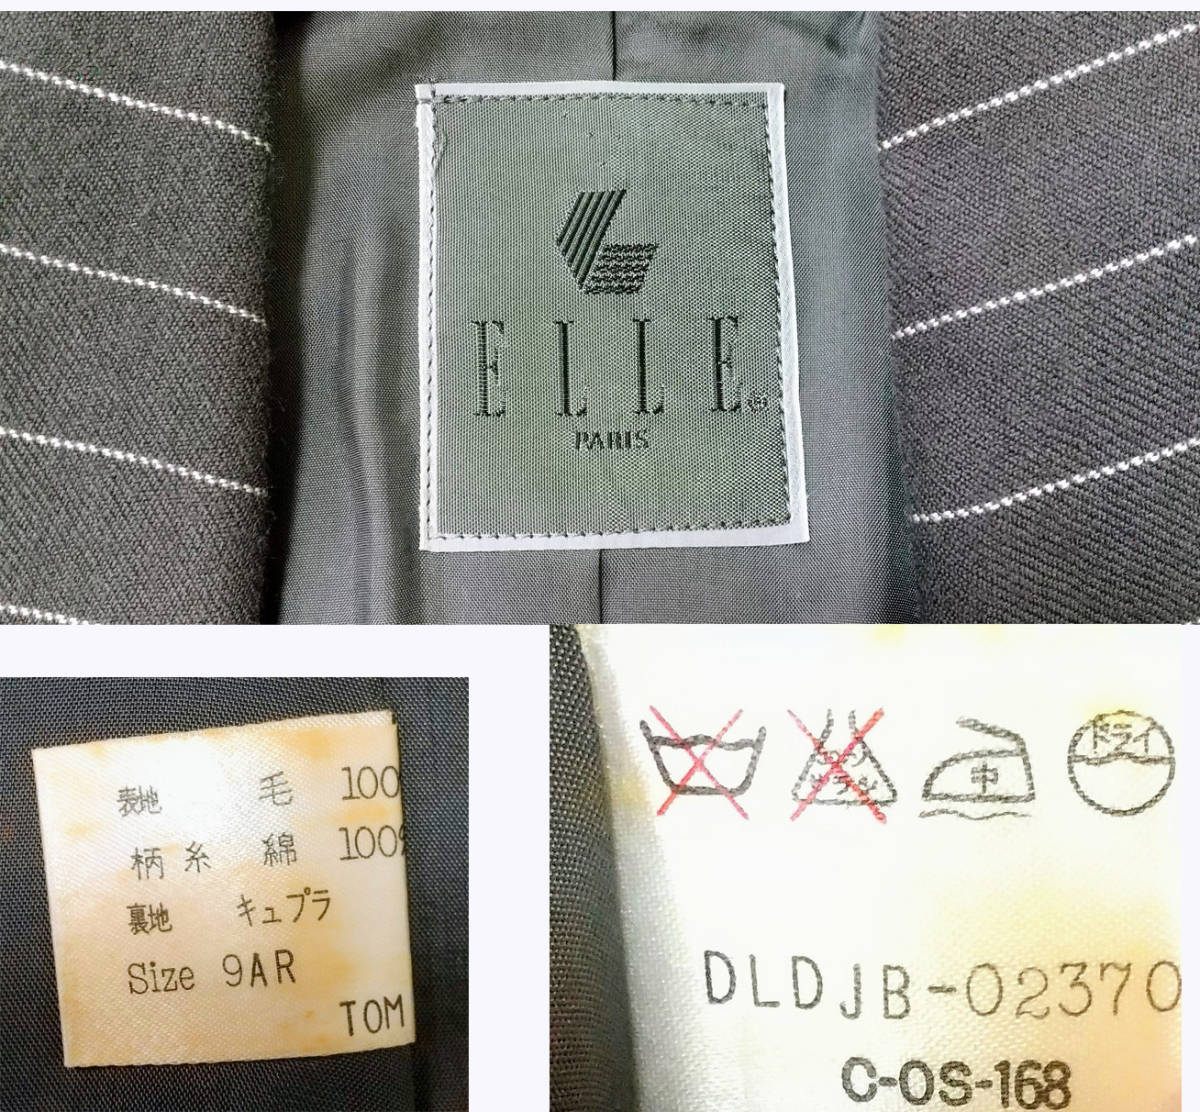 ELLE
PARIS
表地 毛 100
柄糸 綿 100%
裏地 キュプラ
Size 9AR
TOM
中 ドライ
DLDJB-02370
C-OS-168